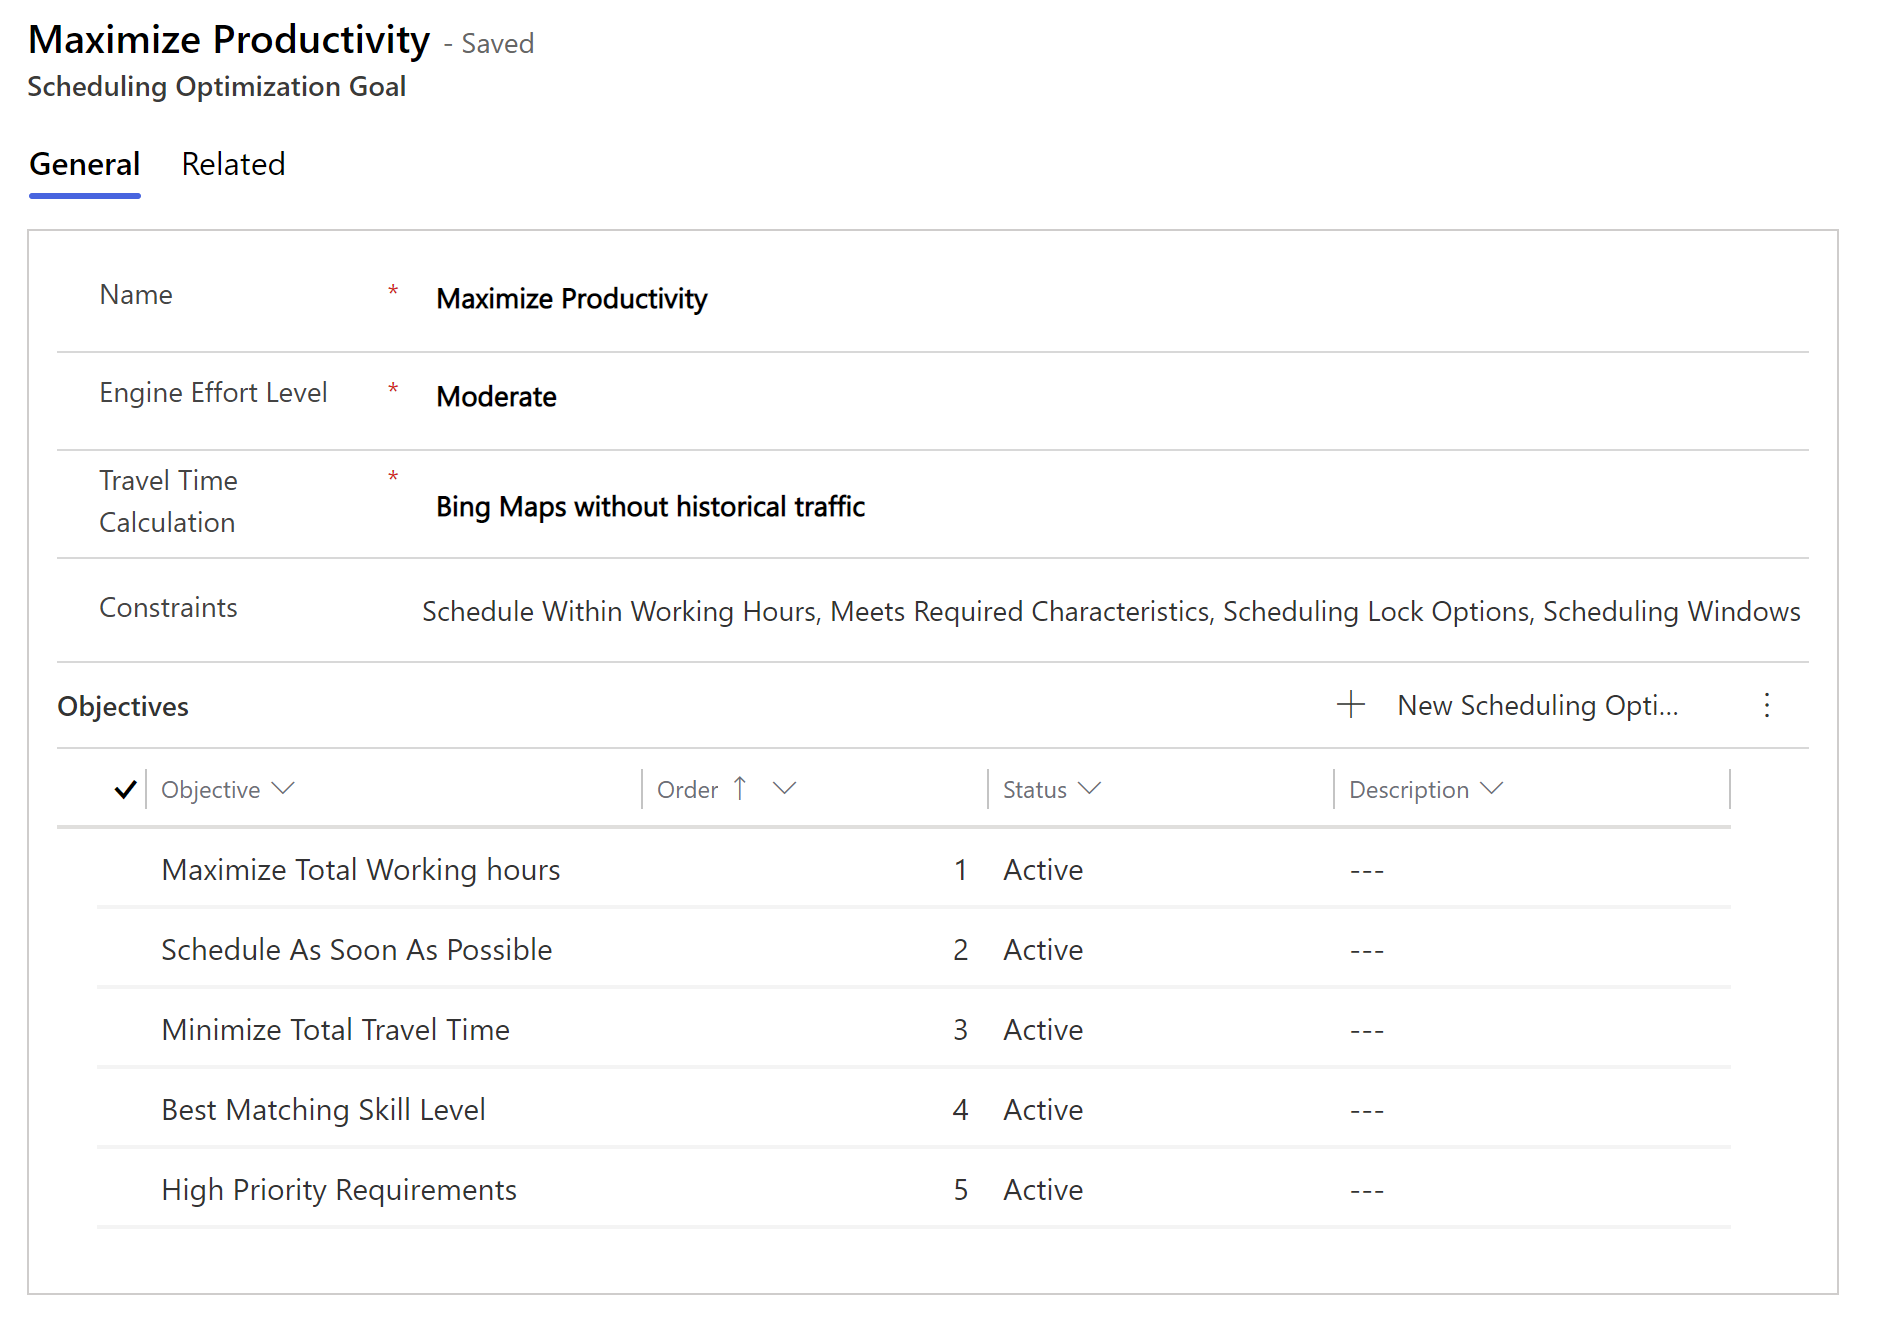 Maximize Productivity - Saved
Scheduling Optimization Goal
General Related
Name * Maximize Productivity
Engine Effort Level * Moderate
Travel Time Calculation * Bing Maps without historical traffic
Constraints Schedule Within Working Hours, Meets Required Characteristics, Scheduling Lock Options, Scheduling Windows
Objectives New Scheduling Opti...
Objective Order Status Description
Maximize Total Working hours 1 Active ---
Schedule As Soon As Possible 2 Active ---
Minimize Total Travel Time 3 Active ---
Best Matching Skill Level 4 Active ---
High Priority Requirements 5 Active ---